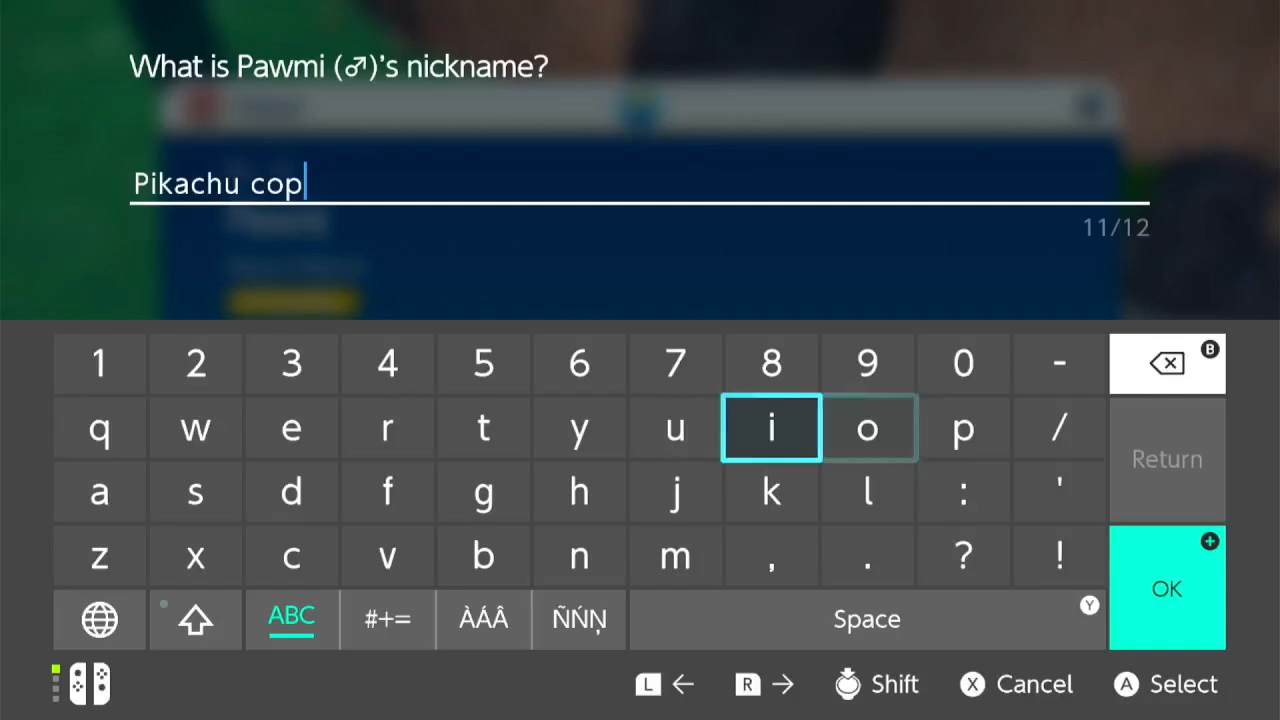 What is Pawmi (♂)'s nickname?
Pikachu cop
11/12
1 2 3 4 5 6 7 8 9 0 - B
q w e r t y u i o p /
Return
a s d f g h j k l : '
z x c v b n m , . ? ! +
OK
ABC #+= ÀÁÂ ÑŃŅ Space Y
L ← R → Shift X Cancel A Select